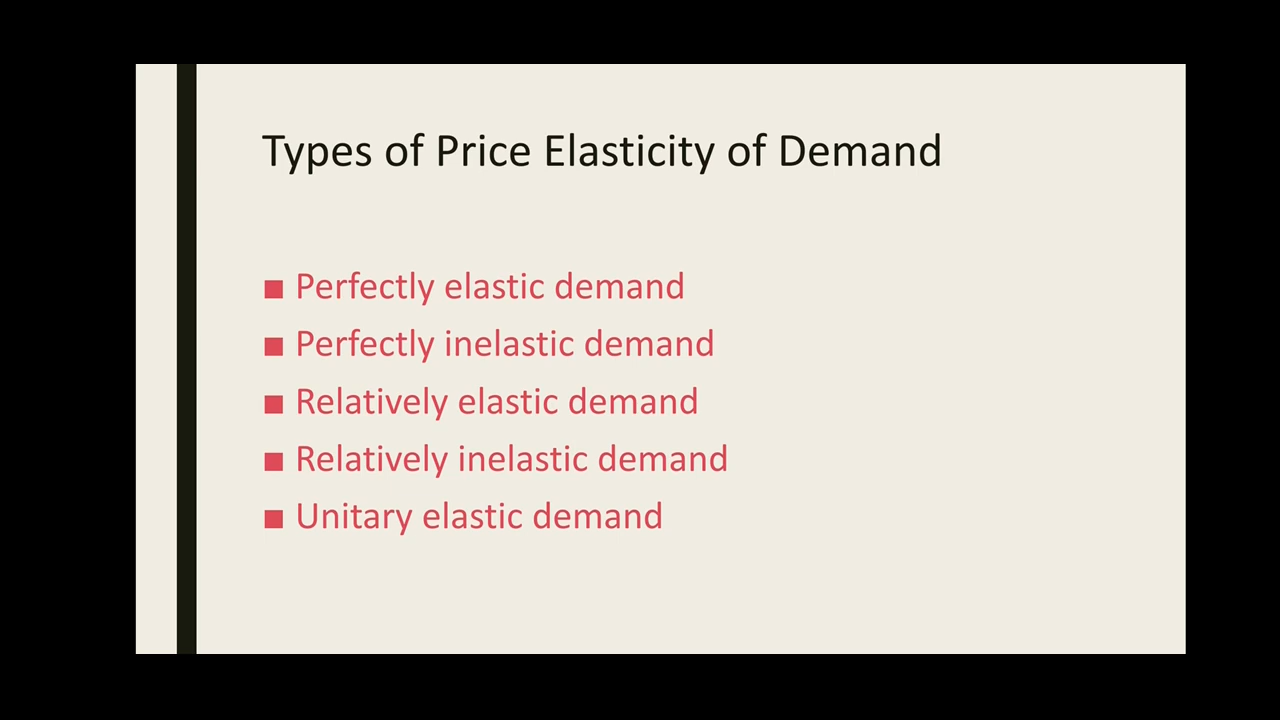 Types of Price Elasticity of Demand
■ Perfectly elastic demand
■ Perfectly inelastic demand
■ Relatively elastic demand
■ Relatively inelastic demand
■ Unitary elastic demand